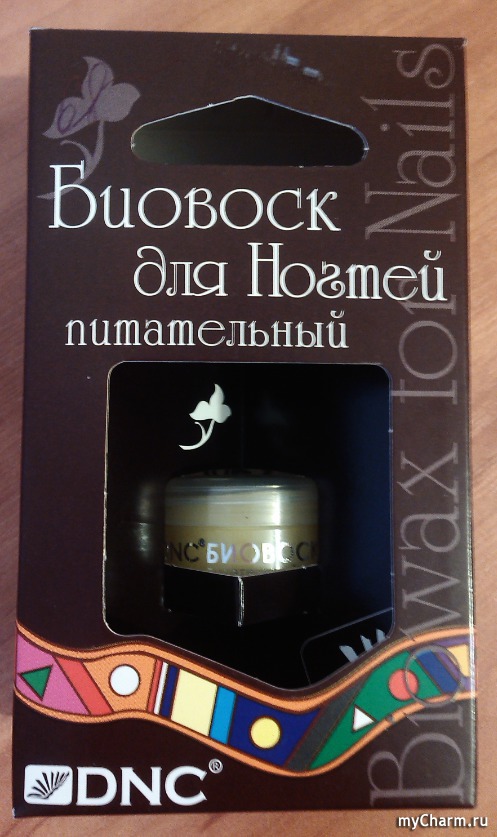 Биовоск
для Ногтей
питательный
Biowax for Nails
DNC® БИОВОСК
DNC®
myCharm.ru